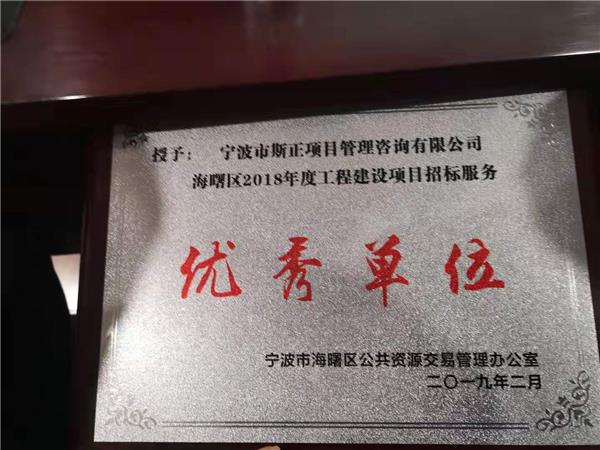 授予： 宁波市斯正项目管理咨询有限公司
海曙区2018年度工程建设项目招标服务
优秀单位
宁波市海曙区公共资源交易管理办公室
二〇一九年二月